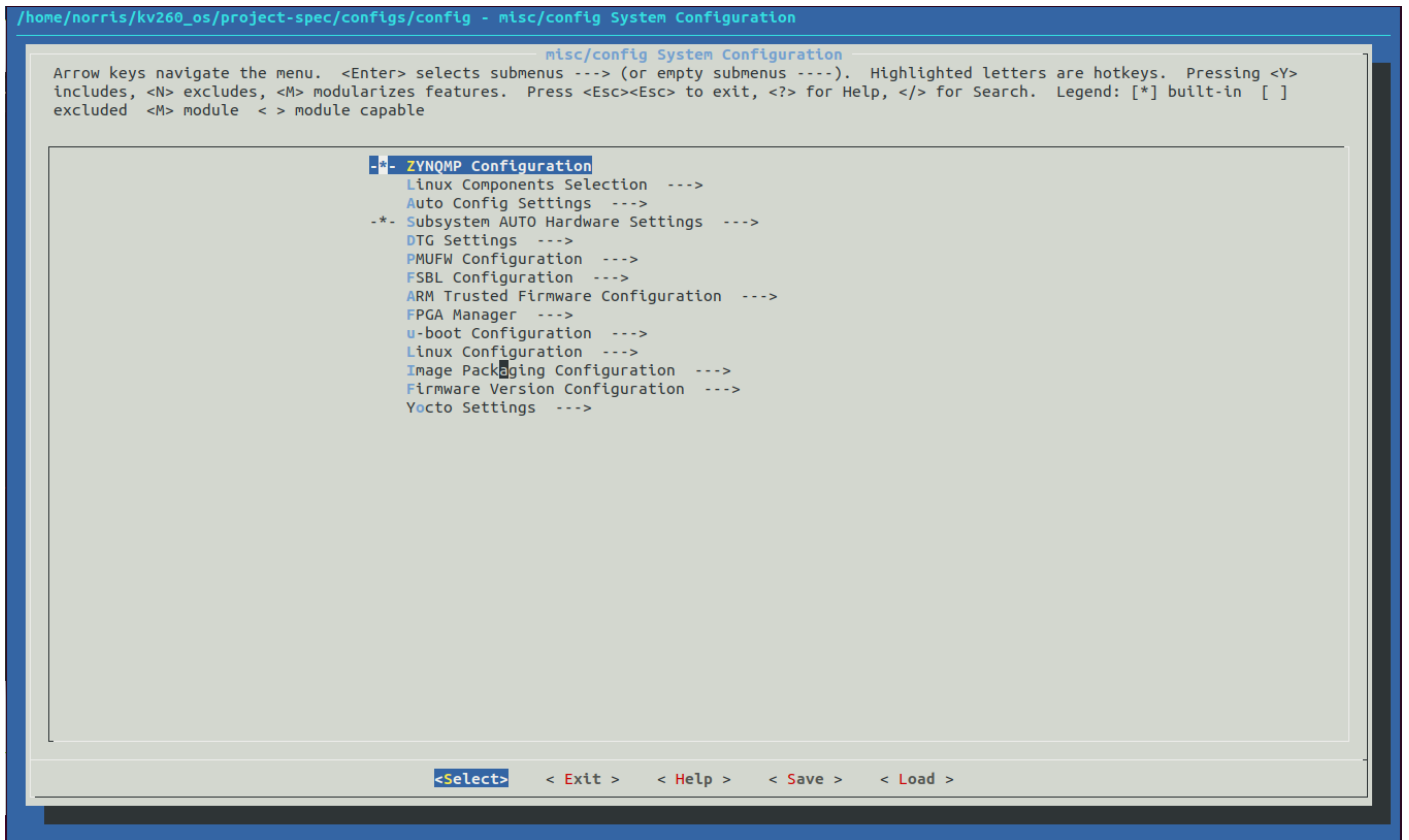 /home/norris/kv260_os/project-spec/configs/config - misc/config System Configuration
misc/config System Configuration
Arrow keys navigate the menu.  <Enter> selects submenus ---> (or empty submenus ----).  Highlighted letters are hotkeys.  Pressing <Y>
includes, <N> excludes, <M> modularizes features.  Press <Esc><Esc> to exit, <?> for Help, </> for Search.  Legend: [*] built-in  [ ]
excluded  <M> module  < > module capable
-*- ZYNQMP Configuration
Linux Components Selection  --->
Auto Config Settings  --->
-*- Subsystem AUTO Hardware Settings  --->
DTG Settings  --->
PMUFW Configuration  --->
FSBL Configuration  --->
ARM Trusted Firmware Configuration  --->
FPGA Manager  --->
u-boot Configuration  --->
Linux Configuration  --->
Image Packaging Configuration  --->
Firmware Version Configuration  --->
Yocto Settings  --->
<Select>    < Exit >    < Help >    < Save >    < Load >